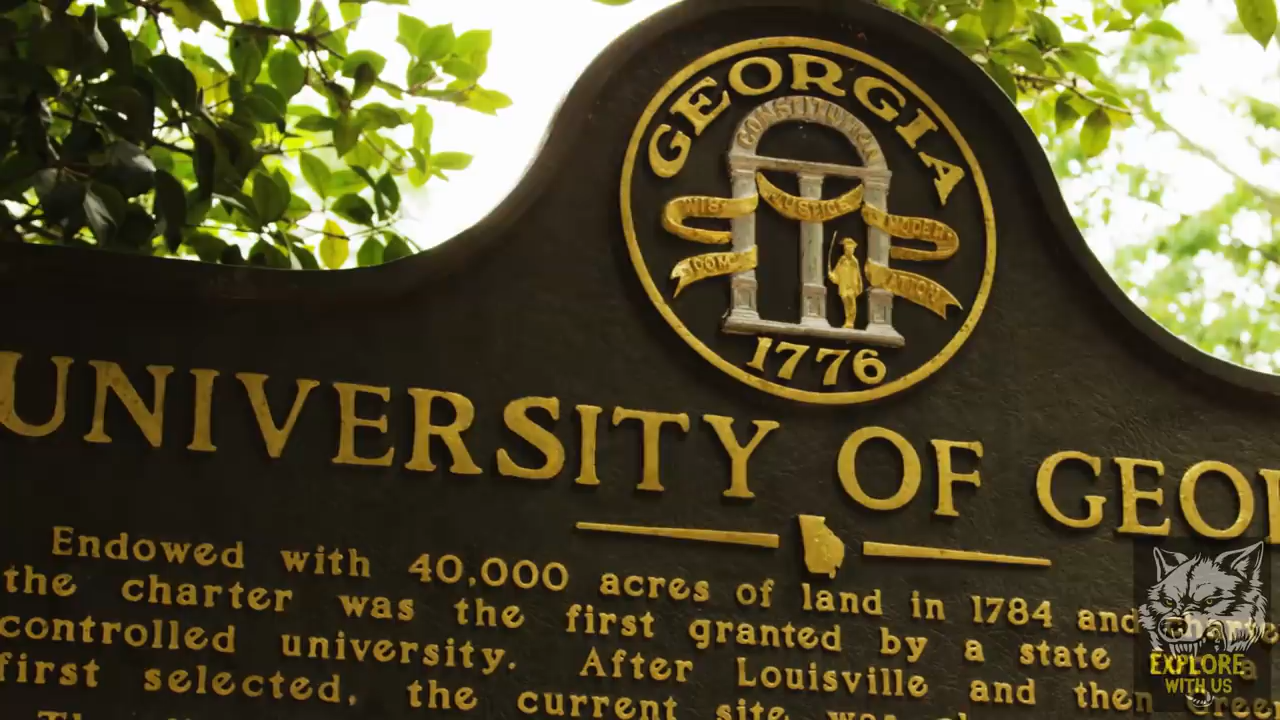 GEORGIA
CONSTITUTION
WISDOM JUSTICE MODERATION
1776
UNIVERSITY OF GEO
Endowed with 40,000 acres of land in 1784 and
the charter was the first granted by a state
controlled university. After Louisville and then Gree
first selected, the current site was
EXPLORE
WITH US